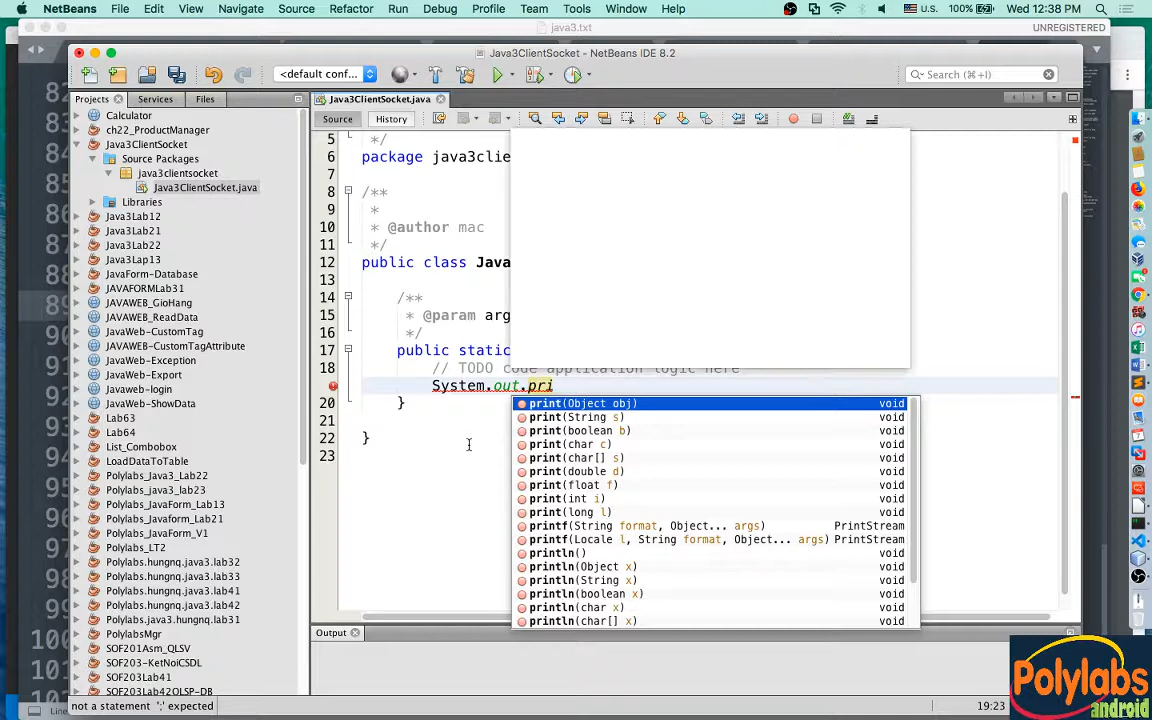 NetBeans File Edit View Navigate Source Refactor Run Debug Profile Team Tools Window Help U.S. 100% Wed 12:38 PM
java3.txt UNREGISTERED
Java3ClientSocket - NetBeans IDE 8.2
<default conf... Search (⌘+I)
Projects Services Files Java3ClientSocket.java
Source History
Calculator
ch22_ProductManager
Java3ClientSocket
Source Packages
java3clientsocket
Java3ClientSocket.java
Libraries
Java3Lab12
Java3Lab21
Java3Lab22
Java3Lap13
JavaForm-Database
JAVAFORMLab31
JAVAWEB_GioHang
JAVAWEB_ReadData
JavaWeb-CustomTag
JAVAWeb-CustomTagAttribute
JavaWeb-Exception
JavaWeb-Export
Javaweb-login
JavaWeb-ShowData
Lab63
Lab64
List_Combobox
LoadDataToTable
Polylabs_Java3_Lab22
Polylabs_java3_lab23
Polylabs_JavaForm_Lab13
Polylabs_Javaform_Lab21
Polylabs_JavaForm_V1
Polylabs_LT2
Polylabs.hungnq.java3.lab32
Polylabs.hungnq.java3.lab41
Polylabs.hungnq.java3.lab42
Polylabs.java3.hungnq.lab31
PolylabsMgr
SOF201Asm_QLSV
SOF203-KetNoiCSDL
SOF203Lab41
SOF203Lab42OLSP-DB
5 */
6 package java3clie
7
8 /**
9 *
10 * @author mac
11 */
12 public class Java
13
14 /**
15 * @param arg
16 */
17 public static
18 // TODO code application logic here
System.out.pri
20 }
21
22 }
23
print(Object obj) void
print(String s) void
print(boolean b) void
print(char c) void
print(char[] s) void
print(double d) void
print(float f) void
print(int i) void
print(long l) void
printf(String format, Object... args) PrintStream
printf(Locale l, String format, Object... args) PrintStream
println() void
println(Object x) void
println(String x) void
println(boolean x) void
println(char x) void
println(char[] x) void
Output
not a statement ';' expected 19:23
Line
Polylabs
android